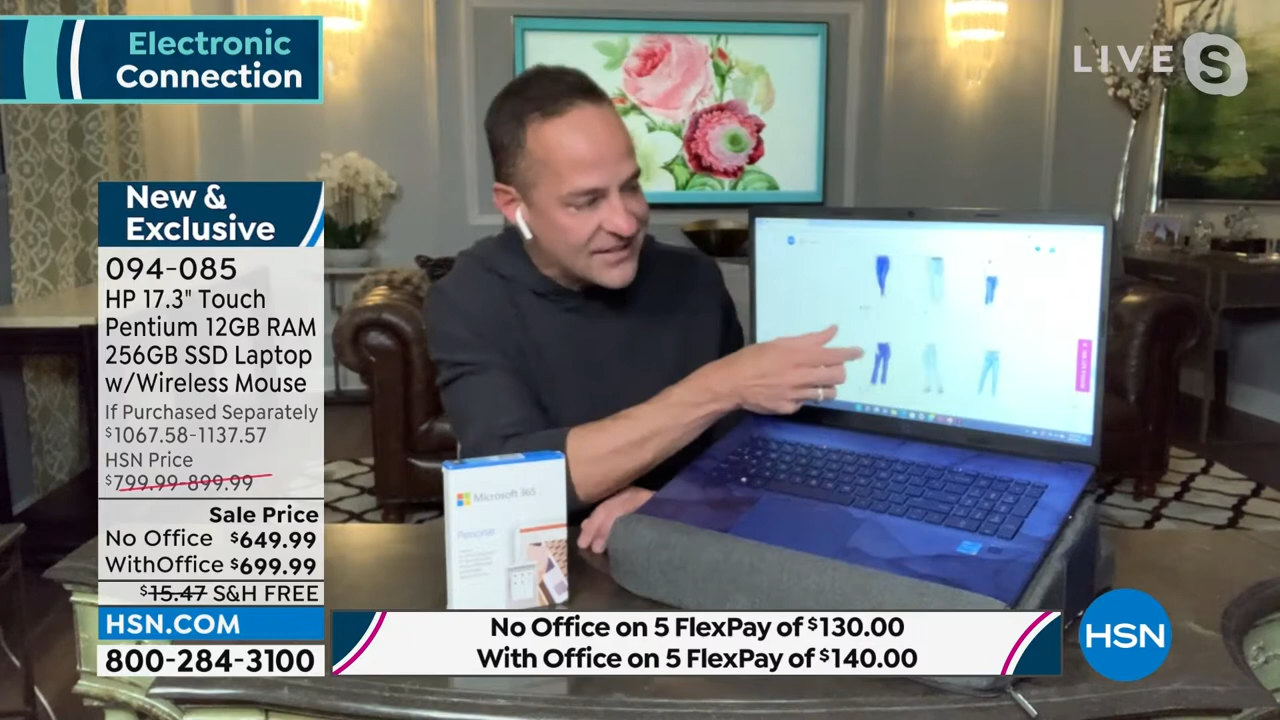 Electronic
Connection
LIVE S
New &
Exclusive
094-085
HP 17.3" Touch
Pentium 12GB RAM
256GB SSD Laptop
w/Wireless Mouse
If Purchased Separately
$1067.58-1137.57
HSN Price
$799.99-899.99
Sale Price
No Office $649.99
WithOffice $699.99
$15.47 S&H FREE
HSN.COM
800-284-3100
Microsoft 365
Personal
No Office on 5 FlexPay of $130.00
With Office on 5 FlexPay of $140.00
HSN